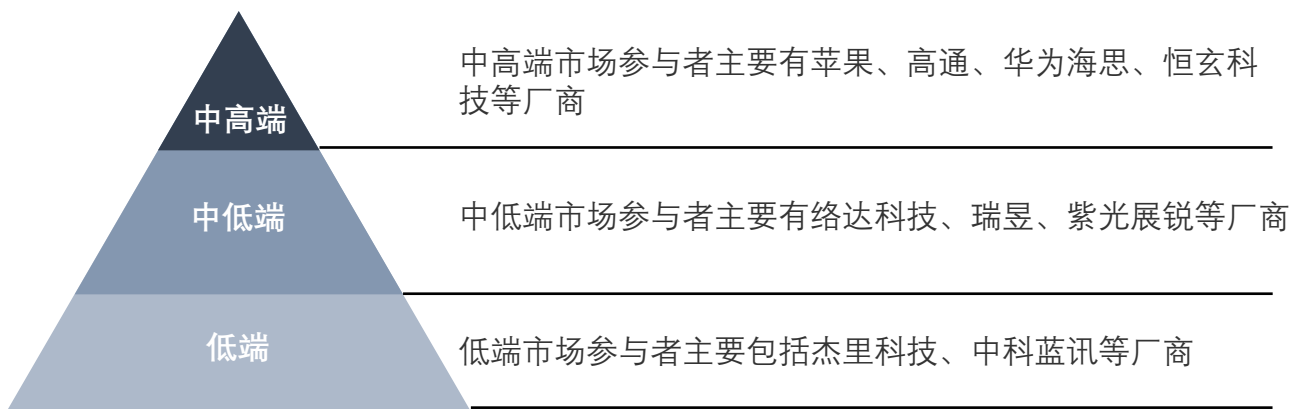 中高端
中高端市场参与者主要有苹果、高通、华为海思、恒玄科
技等厂商
中低端
中低端市场参与者主要有络达科技、瑞昱、紫光展锐等厂商
低端
低端市场参与者主要包括杰里科技、中科蓝讯等厂商